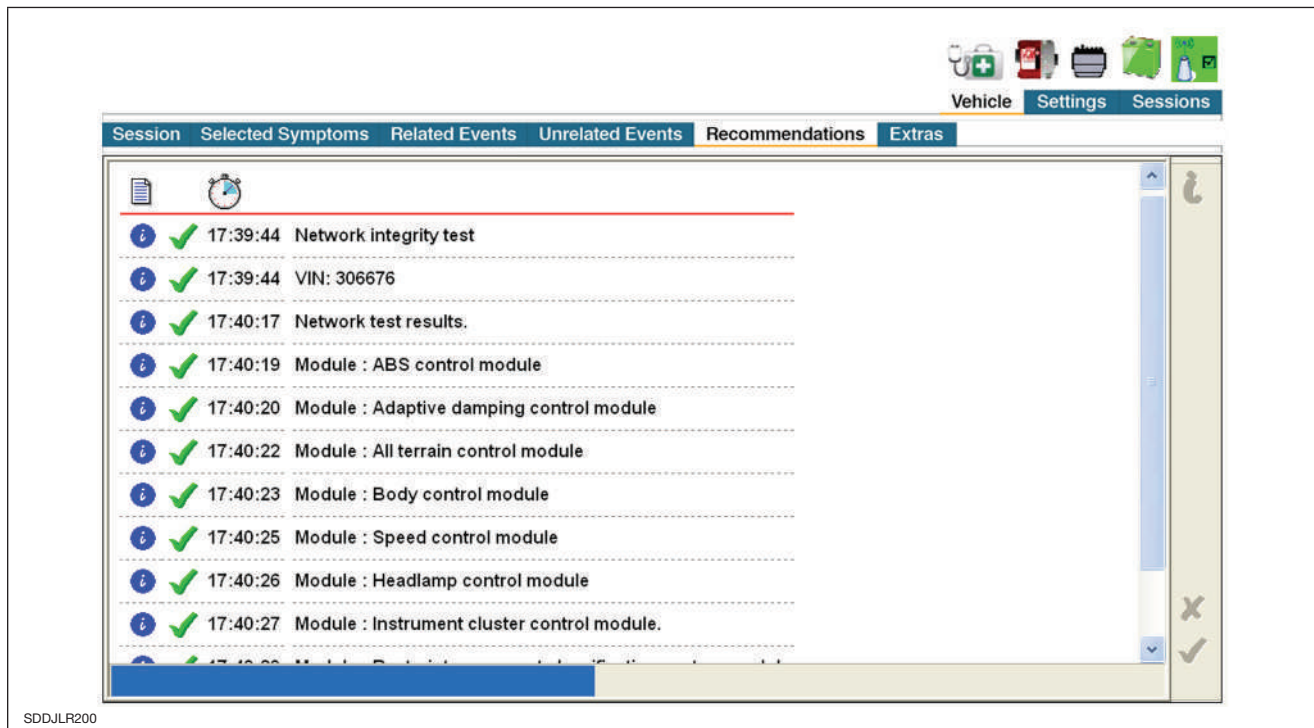 Vehicle Settings Sessions
Session Selected Symptoms Related Events Unrelated Events Recommendations Extras
17:39:44 Network integrity test
17:39:44 VIN: 306676
17:40:17 Network test results.
17:40:19 Module : ABS control module
17:40:20 Module : Adaptive damping control module
17:40:22 Module : All terrain control module
17:40:23 Module : Body control module
17:40:25 Module : Speed control module
17:40:26 Module : Headlamp control module
17:40:27 Module : Instrument cluster control module.
SDDJLR200